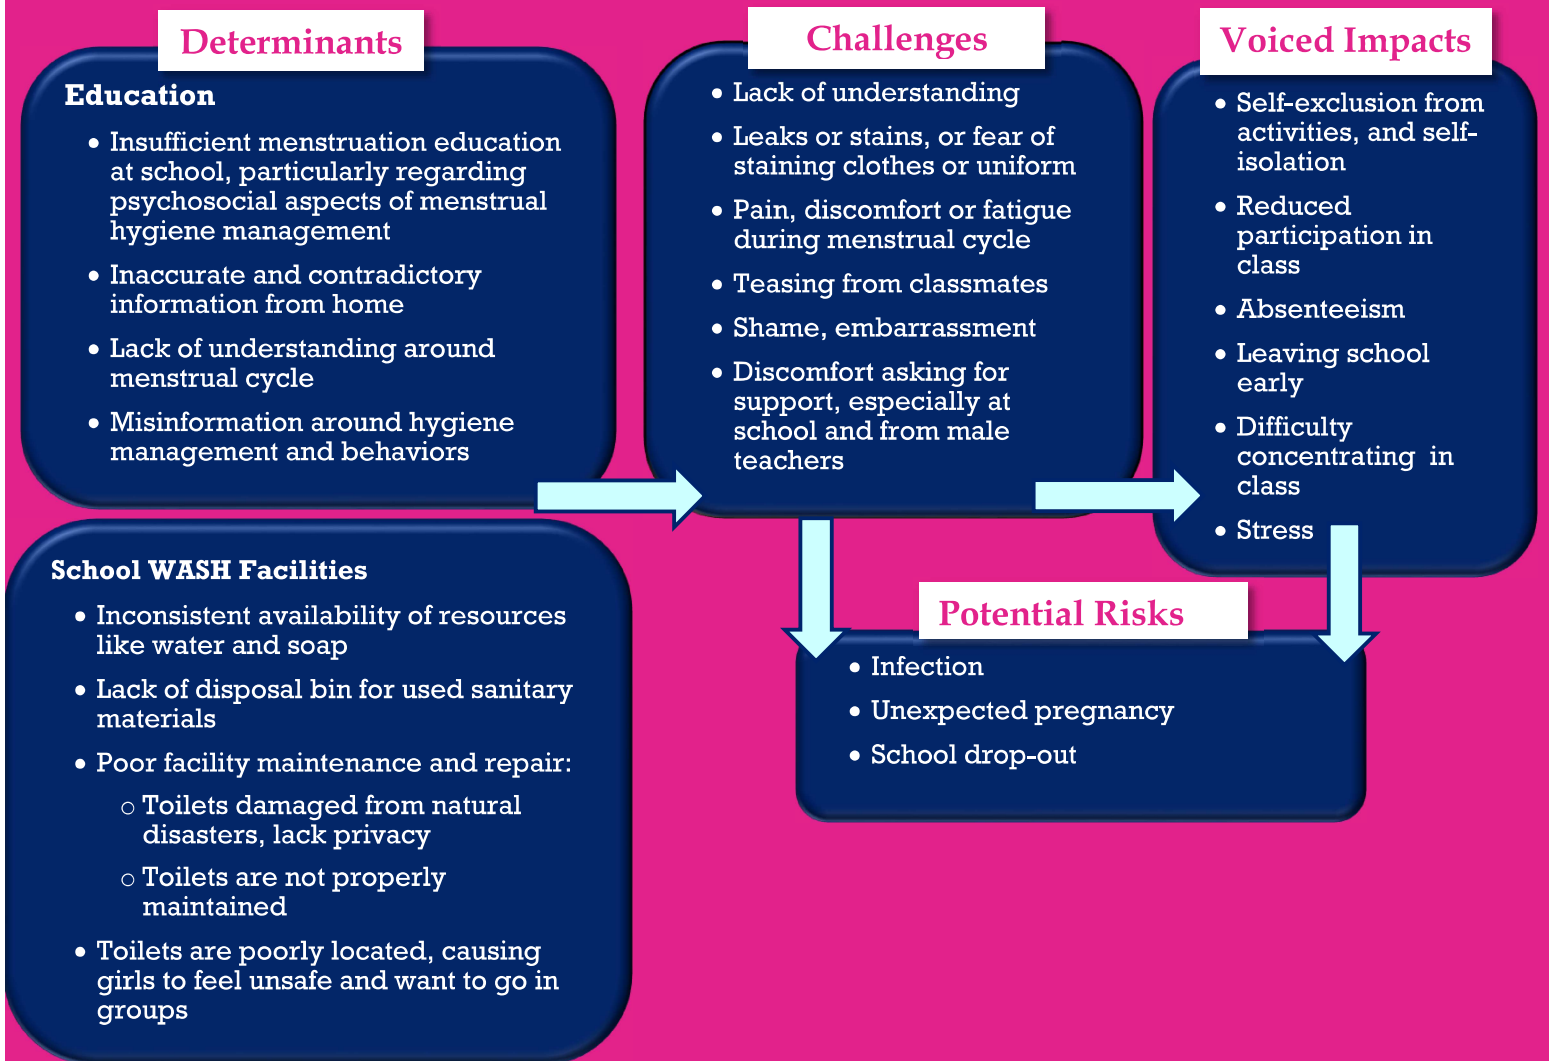 Determinants
Education
• Insufficient menstruation education
at school, particularly regarding
psychosocial aspects of menstrual
hygiene management
• Inaccurate and contradictory
information from home
• Lack of understanding around
menstrual cycle
• Misinformation around hygiene
management and behaviors
School WASH Facilities
• Inconsistent availability of resources
like water and soap
• Lack of disposal bin for used sanitary
materials
• Poor facility maintenance and repair:
o Toilets damaged from natural
disasters, lack privacy
o Toilets are not properly
maintained
• Toilets are poorly located, causing
girls to feel unsafe and want to go in
groups
Challenges
• Lack of understanding
• Leaks or stains, or fear of
staining clothes or uniform
• Pain, discomfort or fatigue
during menstrual cycle
• Teasing from classmates
• Shame, embarrassment
• Discomfort asking for
support, especially at
school and from male
teachers
Voiced Impacts
• Self-exclusion from
activities, and self-
isolation
• Reduced
participation in
class
• Absenteeism
• Leaving school
early
• Difficulty
concentrating in
class
• Stress
Potential Risks
• Infection
• Unexpected pregnancy
• School drop-out